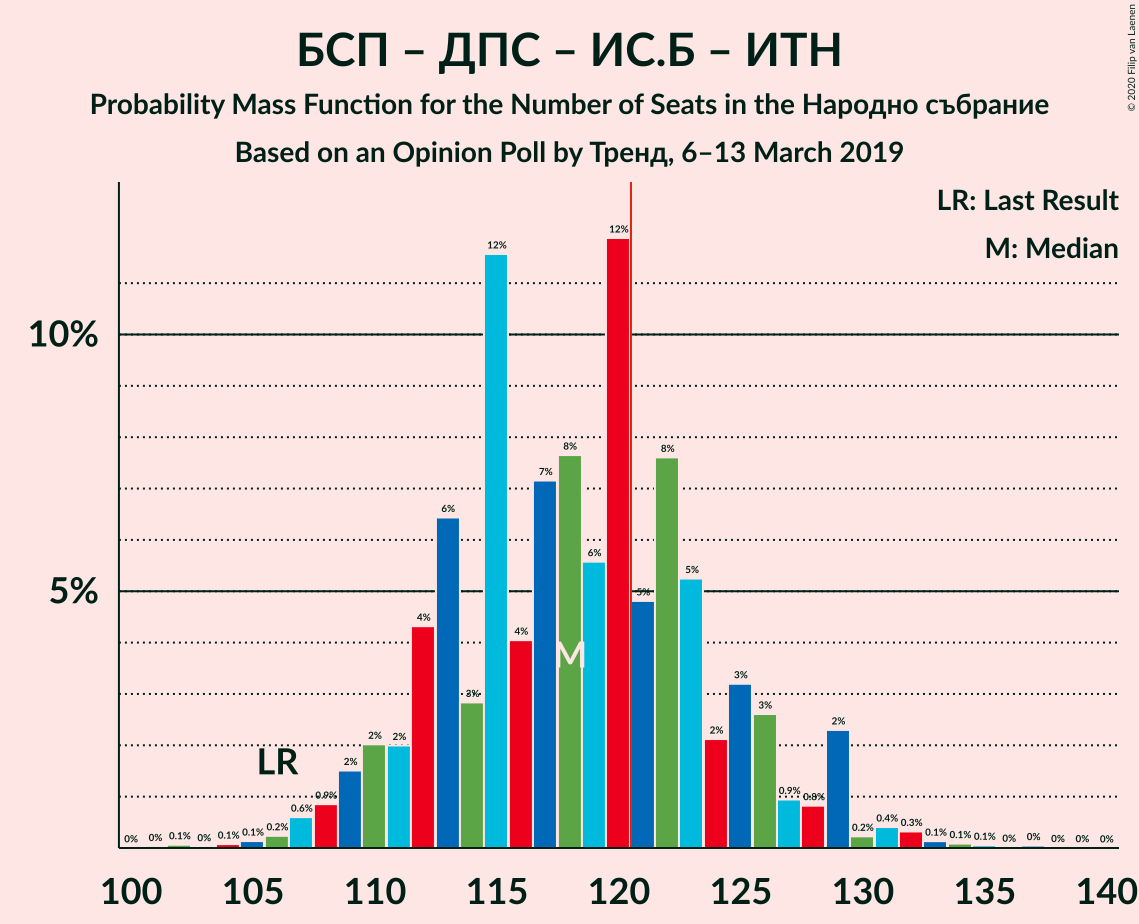 БСП – ДПС – ИС.Б – ИТН
Probability Mass Function for the Number of Seats in the Народно събрание
Based on an Opinion Poll by Тренд, 6–13 March 2019
© 2020 Filip van Laenen
LR: Last Result
M: Median
10%
5%
LR
M
0% 0% 0.1% 0% 0.1% 0.1% 0.2% 0.6% 0.9% 2% 2% 2% 4% 6% 3% 12% 4% 7% 8% 6% 12% 5% 8% 5% 2% 3% 3% 0.9% 0.8% 2% 0.2% 0.4% 0.3% 0.1% 0.1% 0.1% 0% 0% 0% 0% 0%
100 105 110 115 120 125 130 135 140